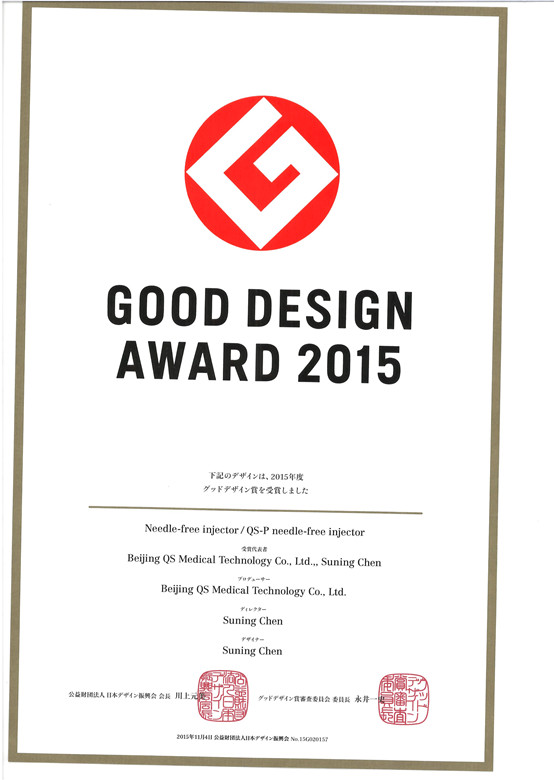 GOOD DESIGN
AWARD 2015
下記のデザインは、2015年度
グッドデザイン賞を受賞しました
Needle-free injector / QS-P needle-free injector
受賞代表者
Beijing QS Medical Technology Co., Ltd.,, Suning Chen
プロデューサー
Beijing QS Medical Technology Co., Ltd.
ディレクター
Suning Chen
デザイナー
Suning Chen
公益財団法人 日本デザイン振興会 会長 川上元
グッドデザイン賞審査委員会 委員長 永井一
2015年11月4日 公益財団法人日本デザイン振興会 No.15G020157